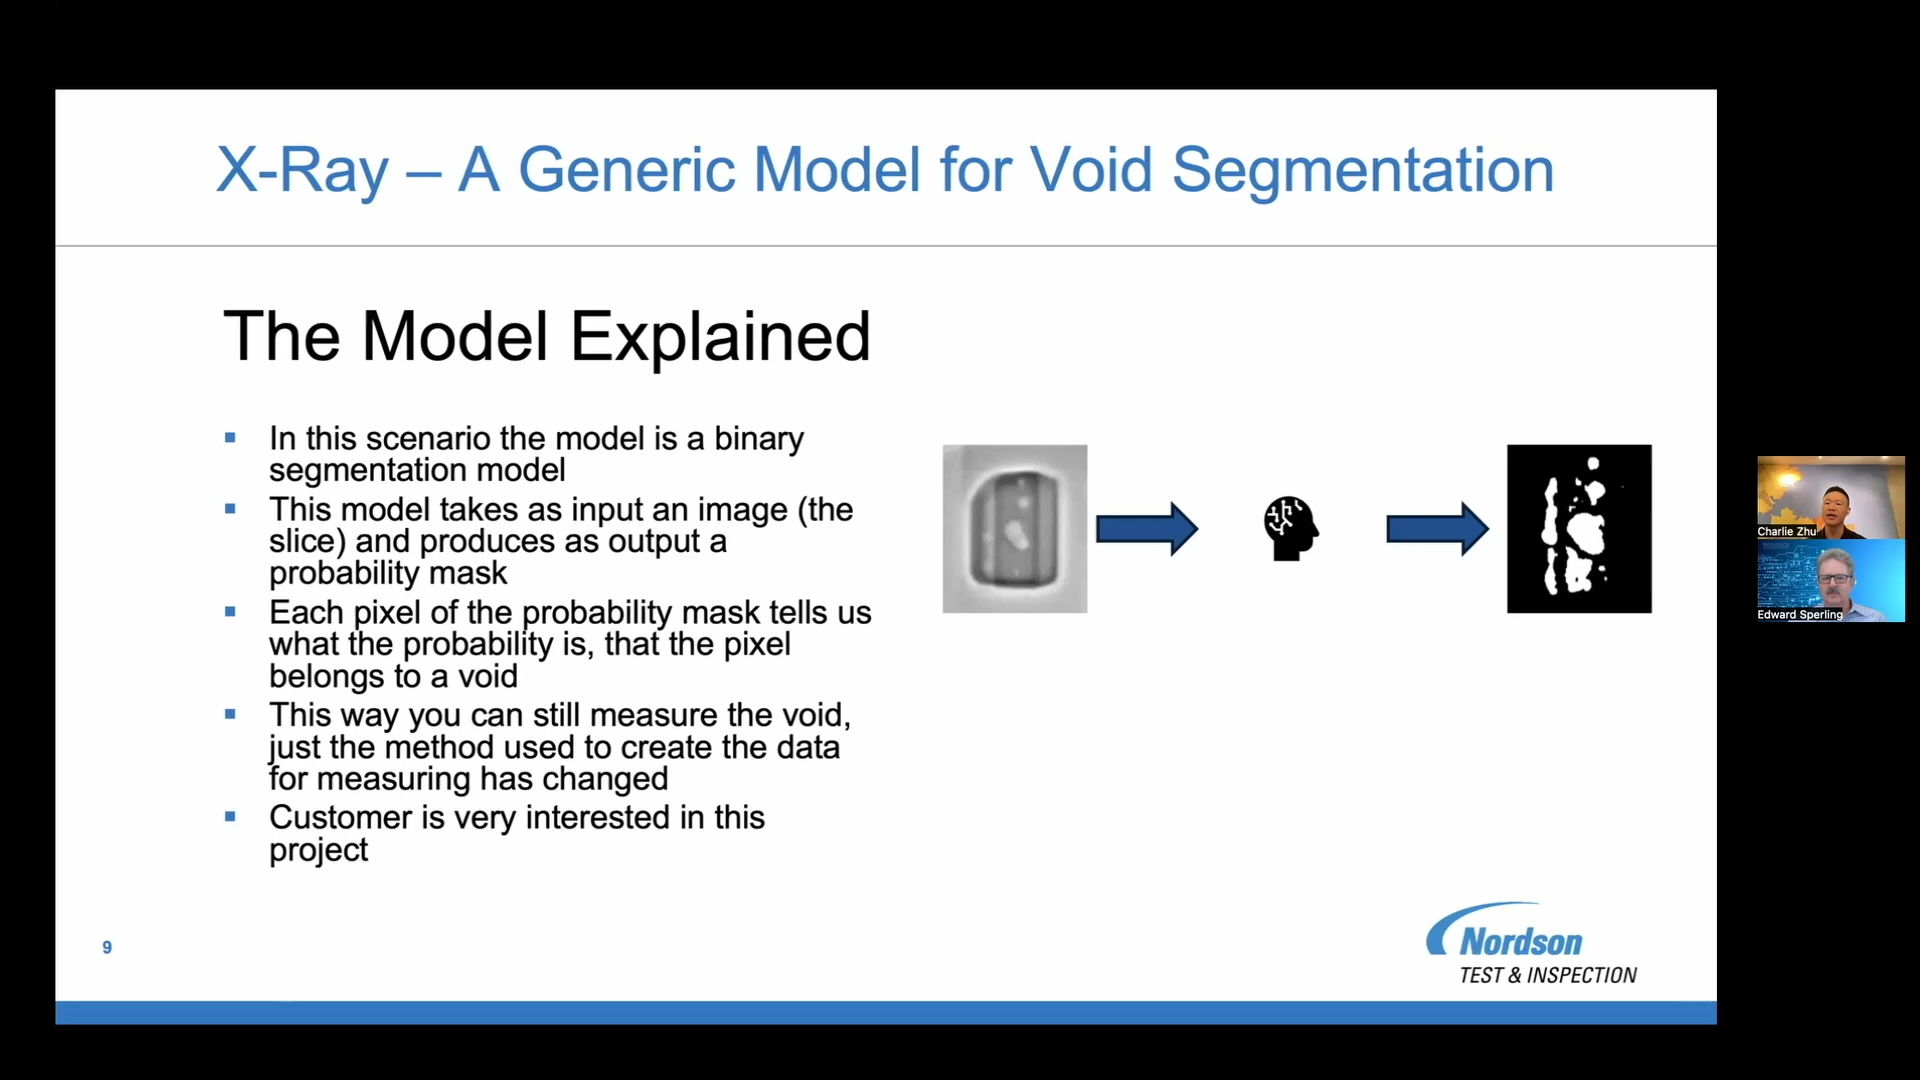 X-Ray – A Generic Model for Void Segmentation
The Model Explained
▪ In this scenario the model is a binary
segmentation model
▪ This model takes as input an image (the
slice) and produces as output a
probability mask
▪ Each pixel of the probability mask tells us
what the probability is, that the pixel
belongs to a void
▪ This way you can still measure the void,
just the method used to create the data
for measuring has changed
▪ Customer is very interested in this
project
Charlie Zhu
Edward Sperling
9
Nordson
TEST & INSPECTION